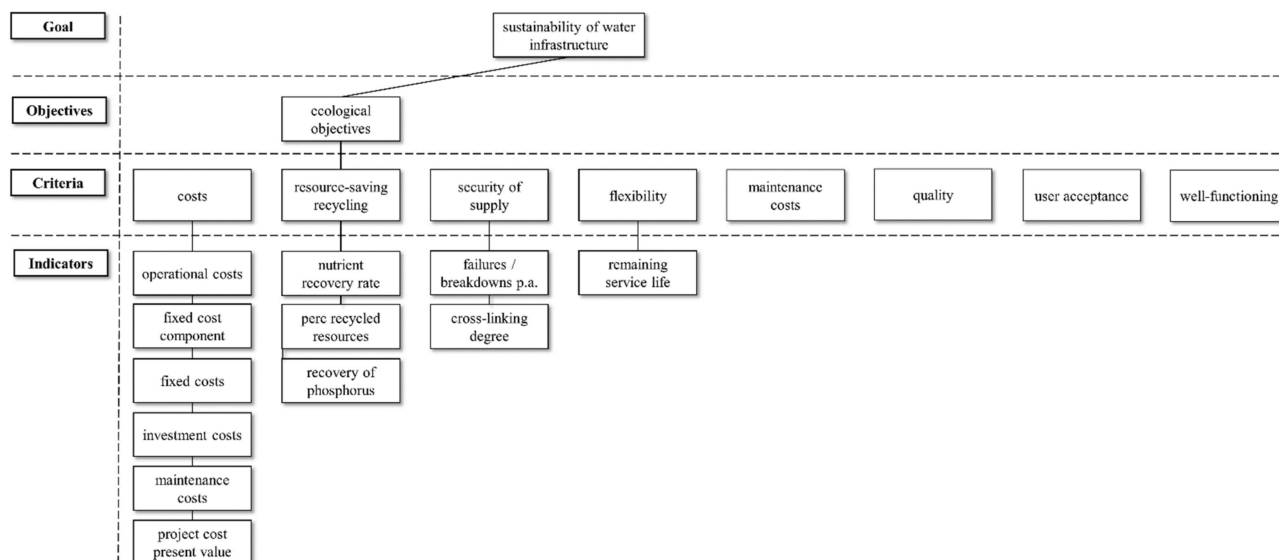 Goal
sustainability of water
infrastructure
Objectives
ecological
objectives
Criteria
costs
resource-saving
recycling
security of
supply
flexibility
maintenance
costs
quality
user acceptance
well-functioning
Indicators
operational costs
nutrient
recovery rate
failures /
breakdowns p.a.
remaining
service life
fixed cost
component
perc recycled
resources
cross-linking
degree
fixed costs
recovery of
phosphorus
investment costs
maintenance
costs
project cost
present value